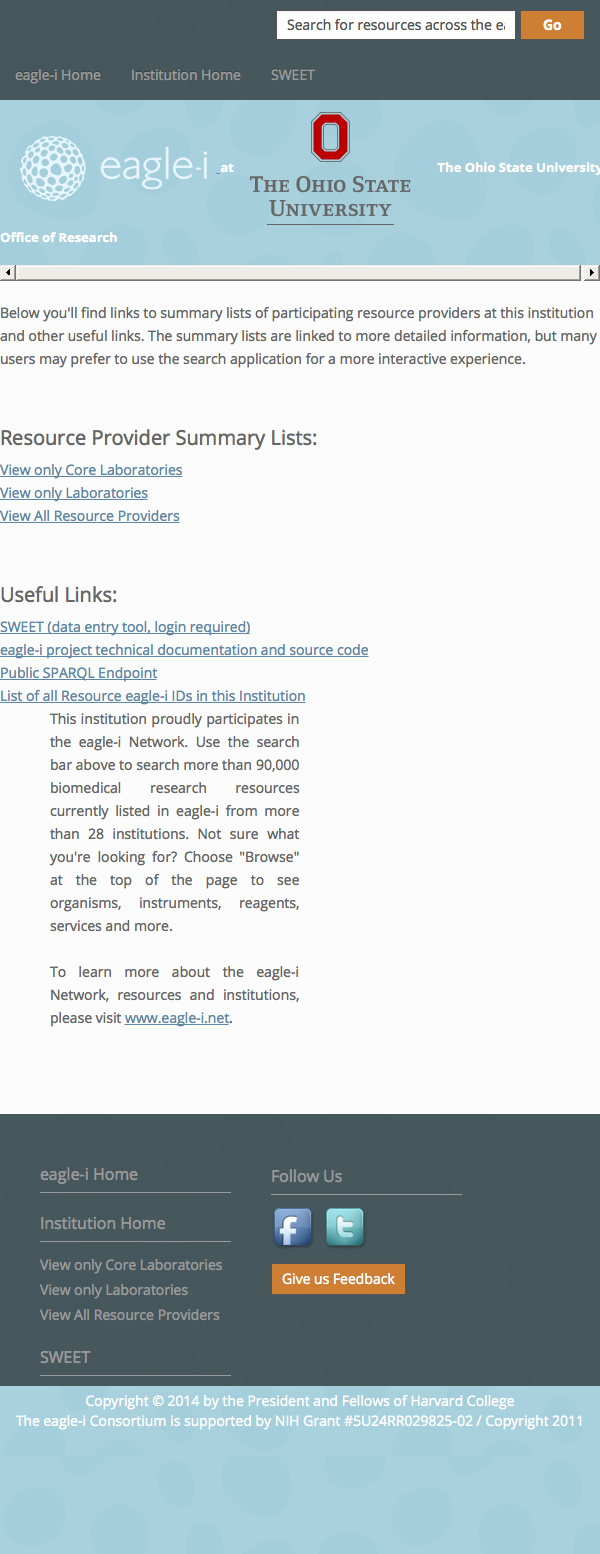 Search for resources across the ea
Go
eagle-i Home
Institution Home
SWEET
eagle-i at
THE OHIO STATE
UNIVERSITY
The Ohio State University
Office of Research
Below you'll find links to summary lists of participating resource providers at this institution
and other useful links. The summary lists are linked to more detailed information, but many
users may prefer to use the search application for a more interactive experience.
Resource Provider Summary Lists:
View only Core Laboratories
View only Laboratories
View All Resource Providers
Useful Links:
SWEET (data entry tool, login required)
eagle-i project technical documentation and source code
Public SPARQL Endpoint
List of all Resource eagle-i IDs in this Institution
This institution proudly participates in
the eagle-i Network. Use the search
bar above to search more than 90,000
biomedical research resources
currently listed in eagle-i from more
than 28 institutions. Not sure what
you're looking for? Choose "Browse"
at the top of the page to see
organisms, instruments, reagents,
services and more.
To learn more about the eagle-i
Network, resources and institutions,
please visit www.eagle-i.net.
eagle-i Home
Institution Home
View only Core Laboratories
View only Laboratories
View All Resource Providers
SWEET
Follow Us
f
t
Give us Feedback
Copyright © 2014 by the President and Fellows of Harvard College
The eagle-i Consortium is supported by NIH Grant #5U24RR029825-02 / Copyright 2011